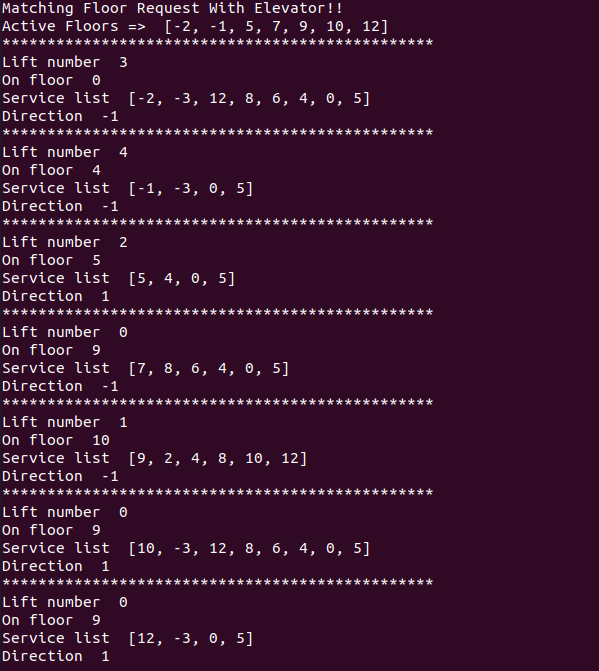 Matching Floor Request With Elevator!!
Active Floors =>  [-2, -1, 5, 7, 9, 10, 12]
************************************************
Lift number  3
On floor  0
Service list  [-2, -3, 12, 8, 6, 4, 0, 5]
Direction  -1
************************************************
Lift number  4
On floor  4
Service list  [-1, -3, 0, 5]
Direction  -1
************************************************
Lift number  2
On floor  5
Service list  [5, 4, 0, 5]
Direction  1
************************************************
Lift number  0
On floor  9
Service list  [7, 8, 6, 4, 0, 5]
Direction  -1
************************************************
Lift number  1
On floor  10
Service list  [9, 2, 4, 8, 10, 12]
Direction  -1
************************************************
Lift number  0
On floor  9
Service list  [10, -3, 12, 8, 6, 4, 0, 5]
Direction  1
************************************************
Lift number  0
On floor  9
Service list  [12, -3, 0, 5]
Direction  1